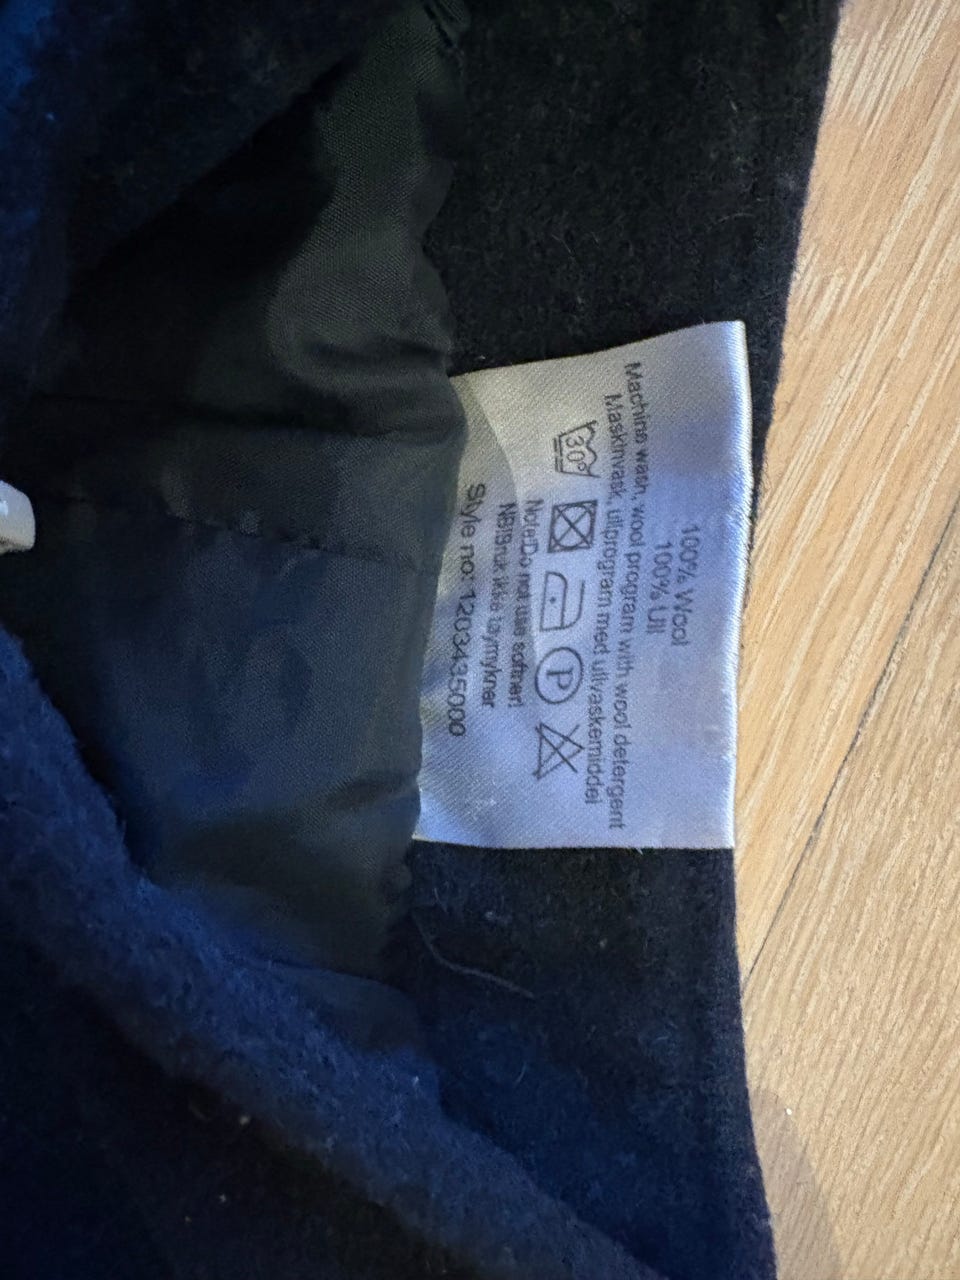 100% Wool
100% Ull
Machine wash, wool program with wool detergent
Maskinvask, ullprogram med ullvaskemiddel
30°
P
Note:Do not use softner!
NB!Bruk ikke tøymykner
Style no: 1203435000